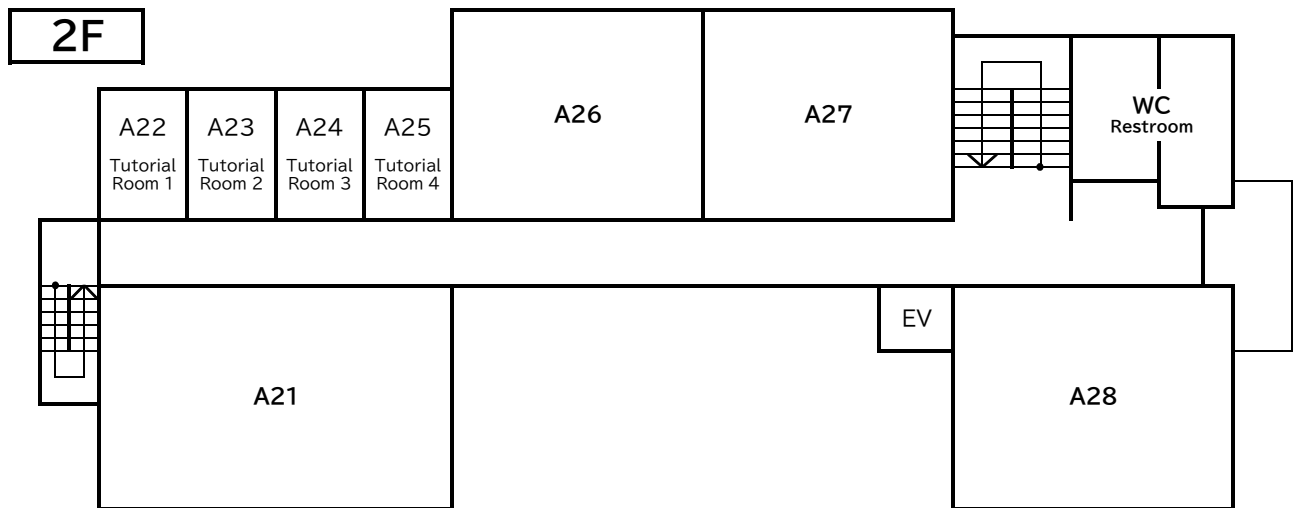 2F
A22
Tutorial
Room 1
A23
Tutorial
Room 2
A24
Tutorial
Room 3
A25
Tutorial
Room 4
A26
A27
WC
Restroom
EV
A21
A28